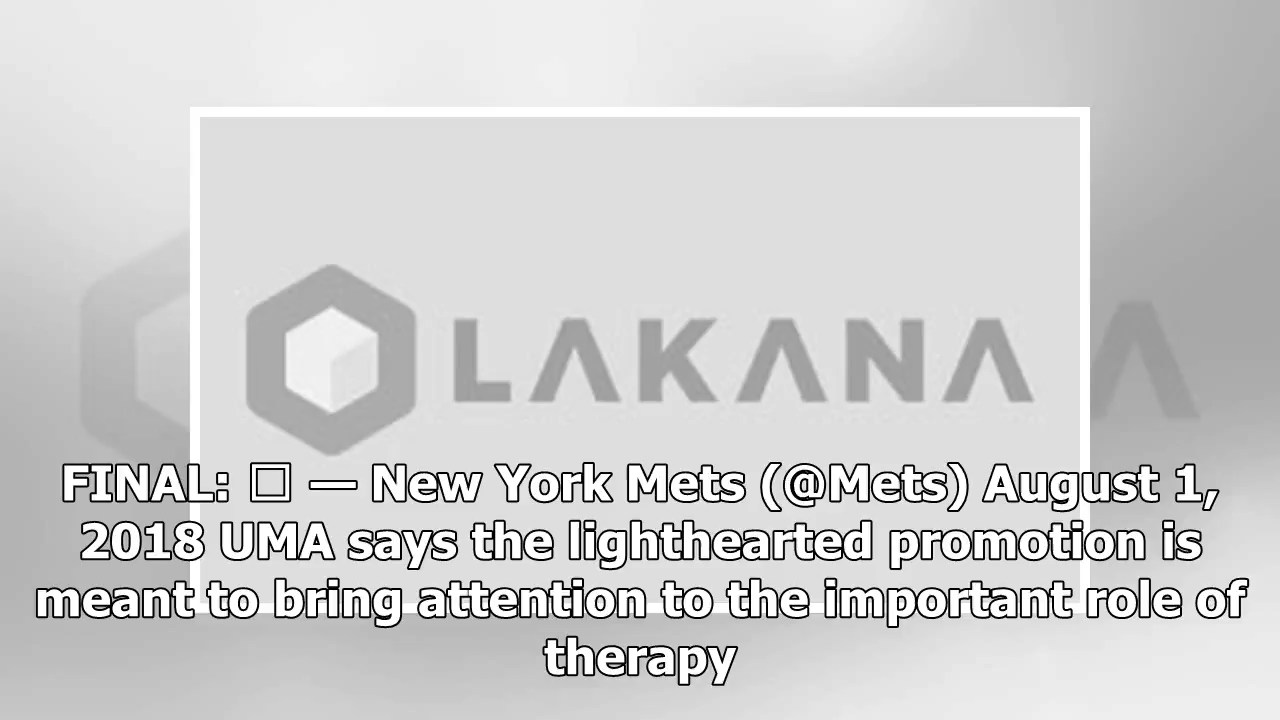 LAKANA
FINAL: □ — New York Mets (@Mets) August 1,
2018 UMA says the lighthearted promotion is
meant to bring attention to the important role of
therapy